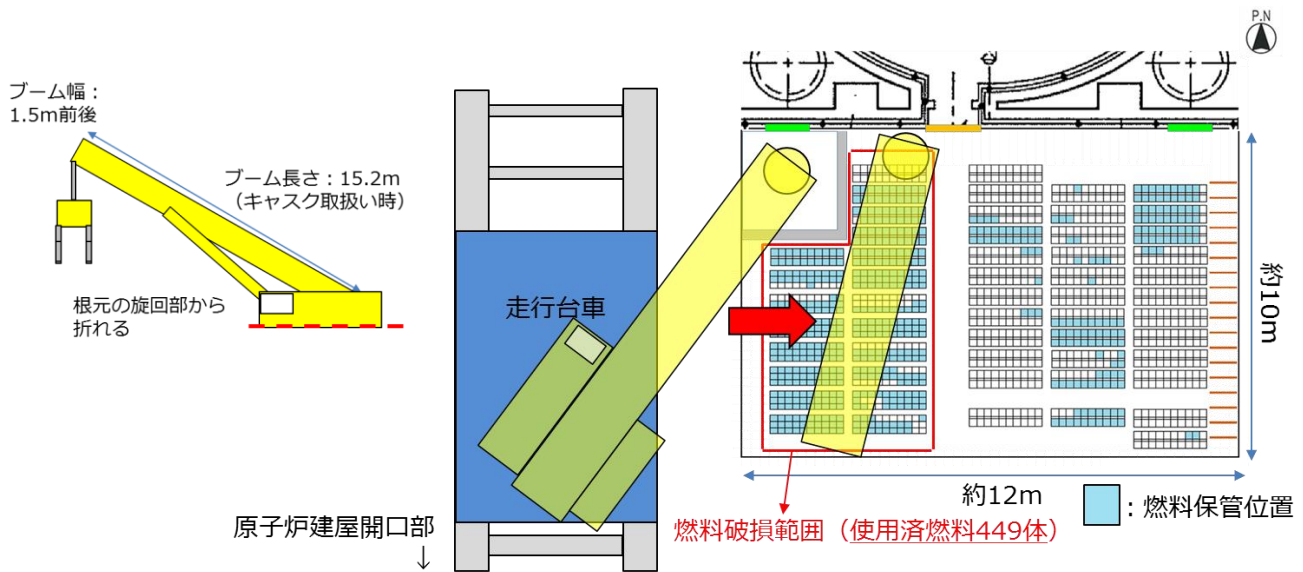 P.N
ブーム幅：
1.5m前後
ブーム長さ：15.2m
（キャスク取扱い時）
根元の旋回部から
折れる
走行台車
約10m
約12m
：燃料保管位置
燃料破損範囲（使用済燃料449体）
原子炉建屋開口部
↓